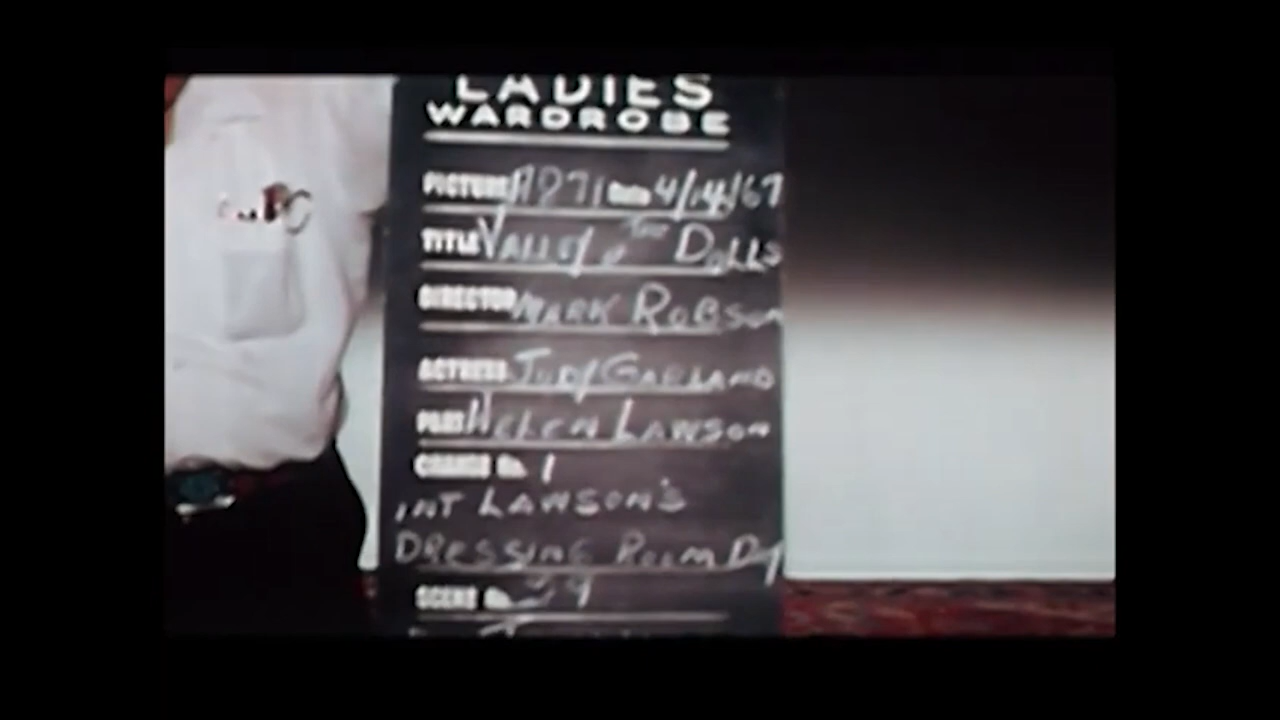 LADIES
WARDROBE
PICTURE A871 DATE 4/14/67
TITLE VALLEY OF THE DOLLS
DIRECTOR MARK ROBSON
ACTRESS JUDY GARLAND
PART HELEN LAWSON
CHANGE No. 1
INT LAWSON'S
DRESSING ROOM DAY
SCENE No. 39